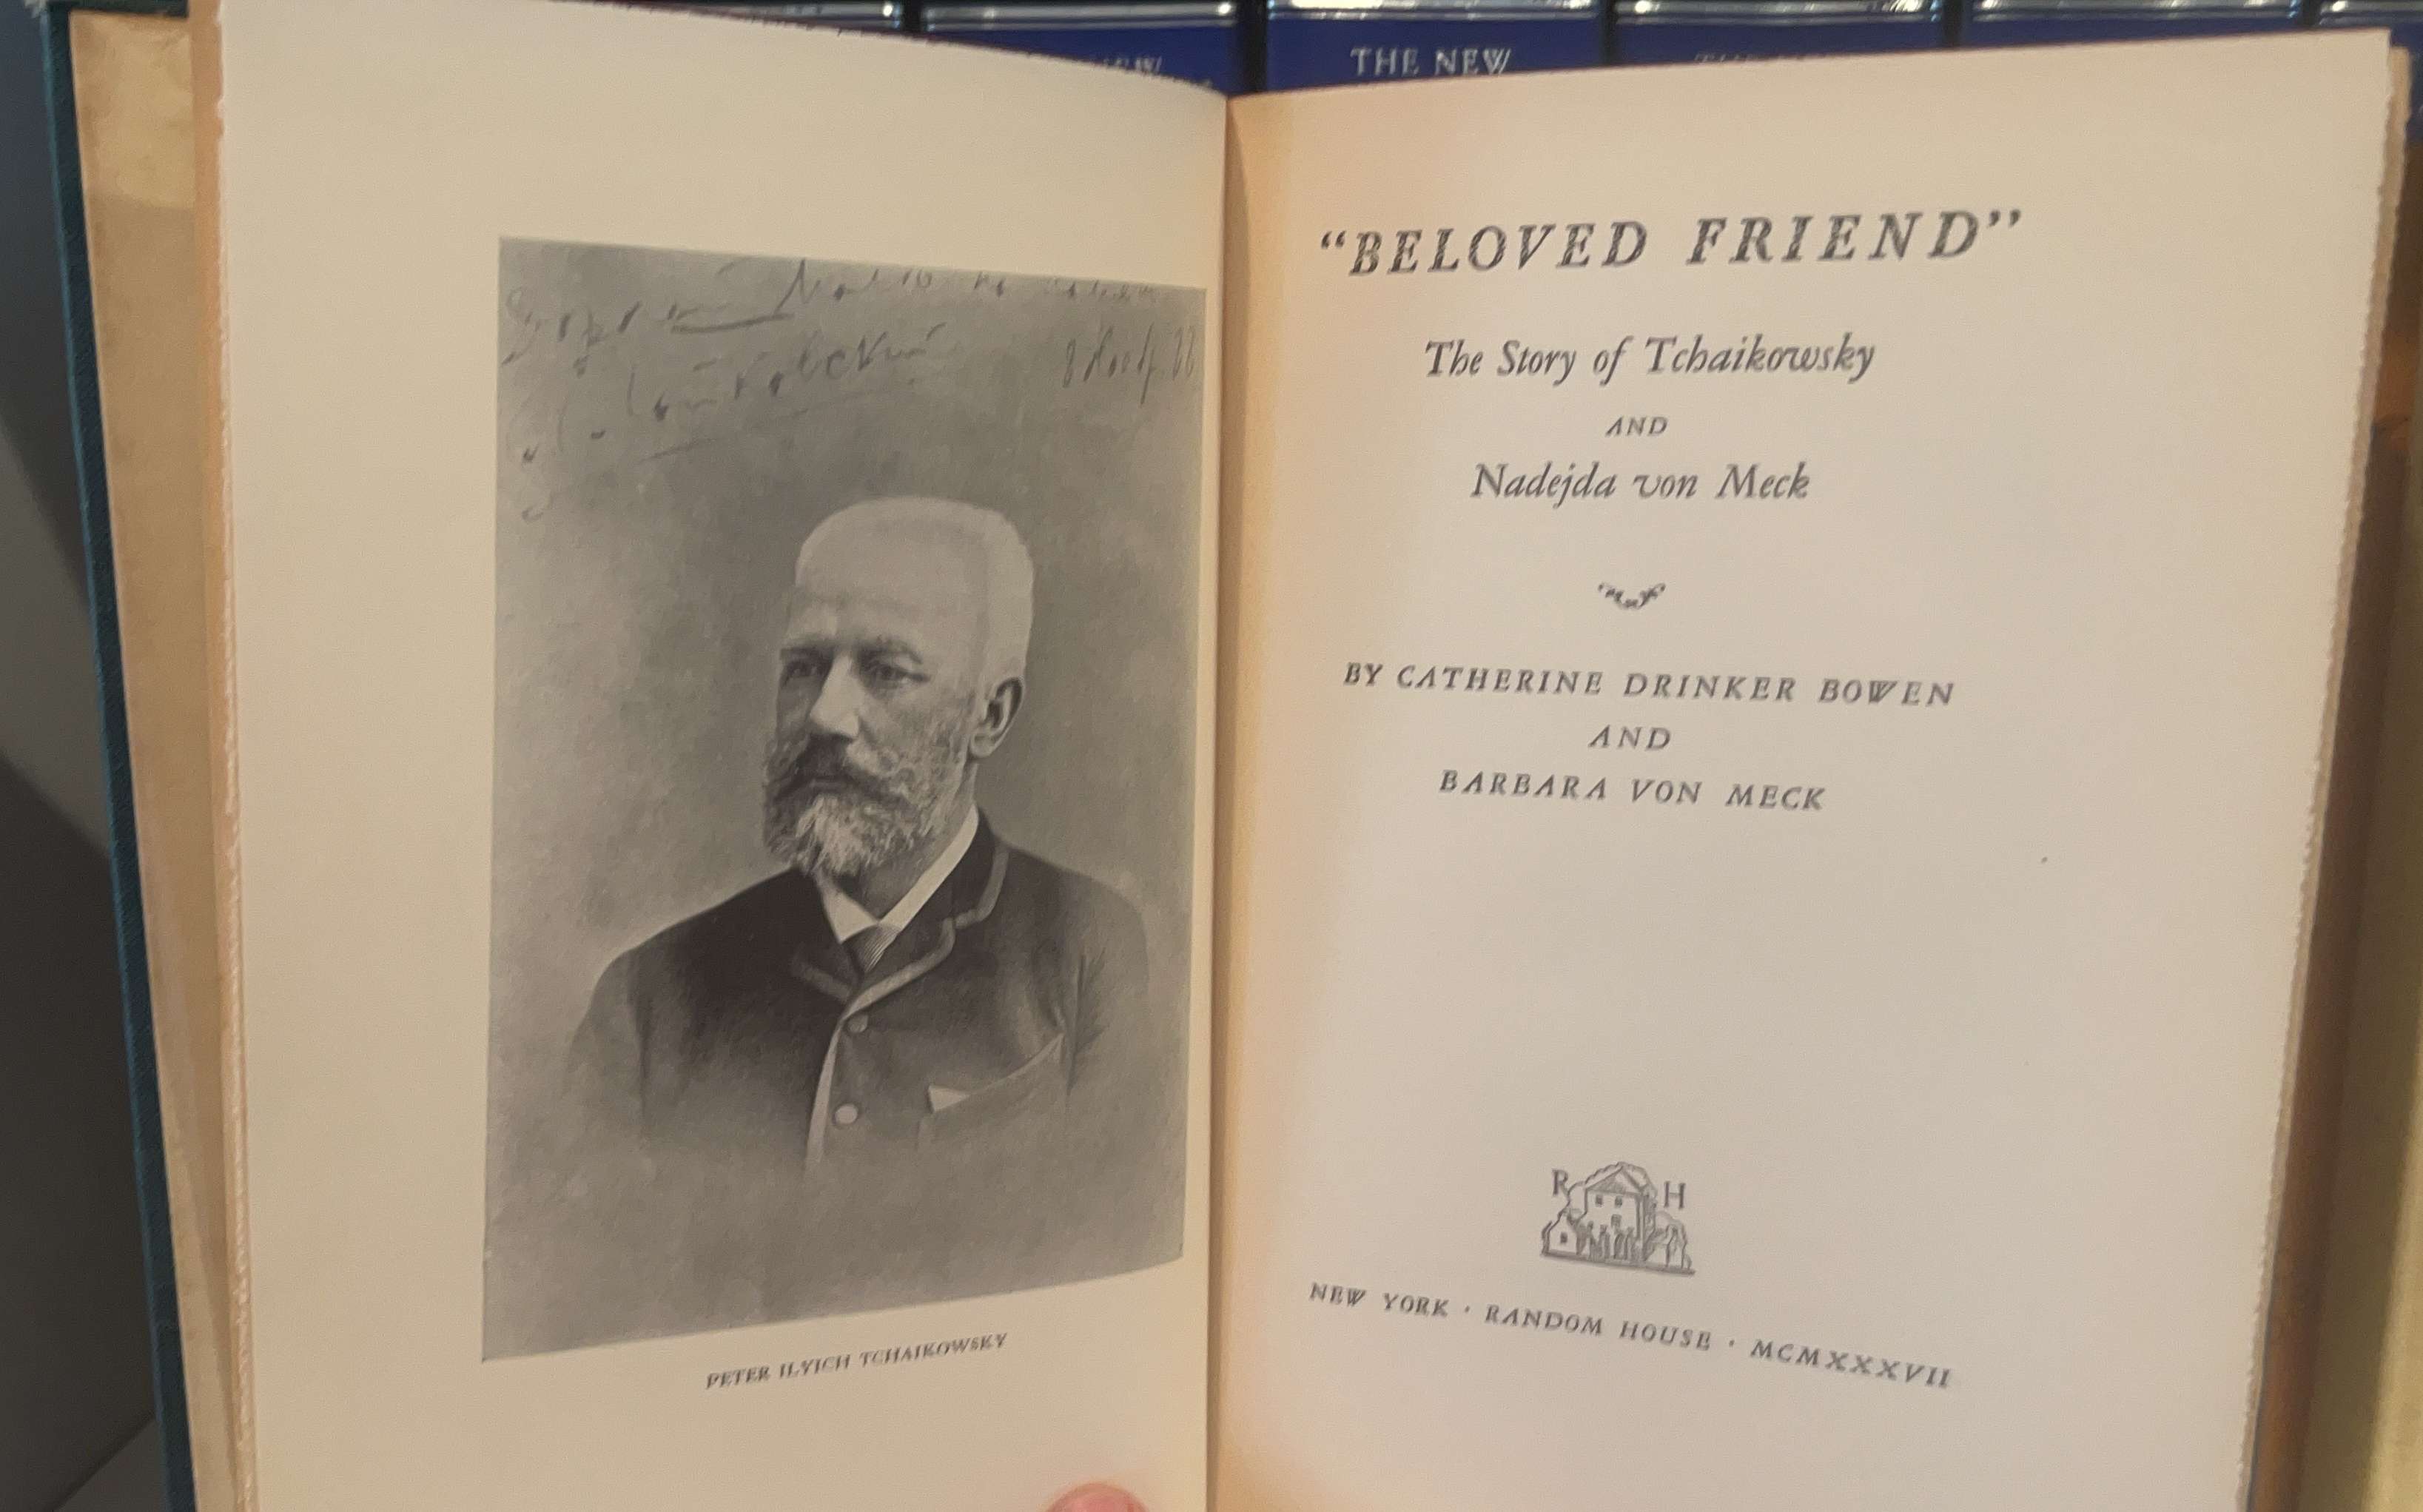 THE NEW
П. Чайковский
PETER ILYICH TCHAIKOWSKY
“BELOVED FRIEND”
The Story of Tchaikowsky
AND
Nadejda von Meck
BY CATHERINE DRINKER BOWEN
AND
BARBARA VON MECK
R H
NEW YORK · RANDOM HOUSE · MCMXXXVII